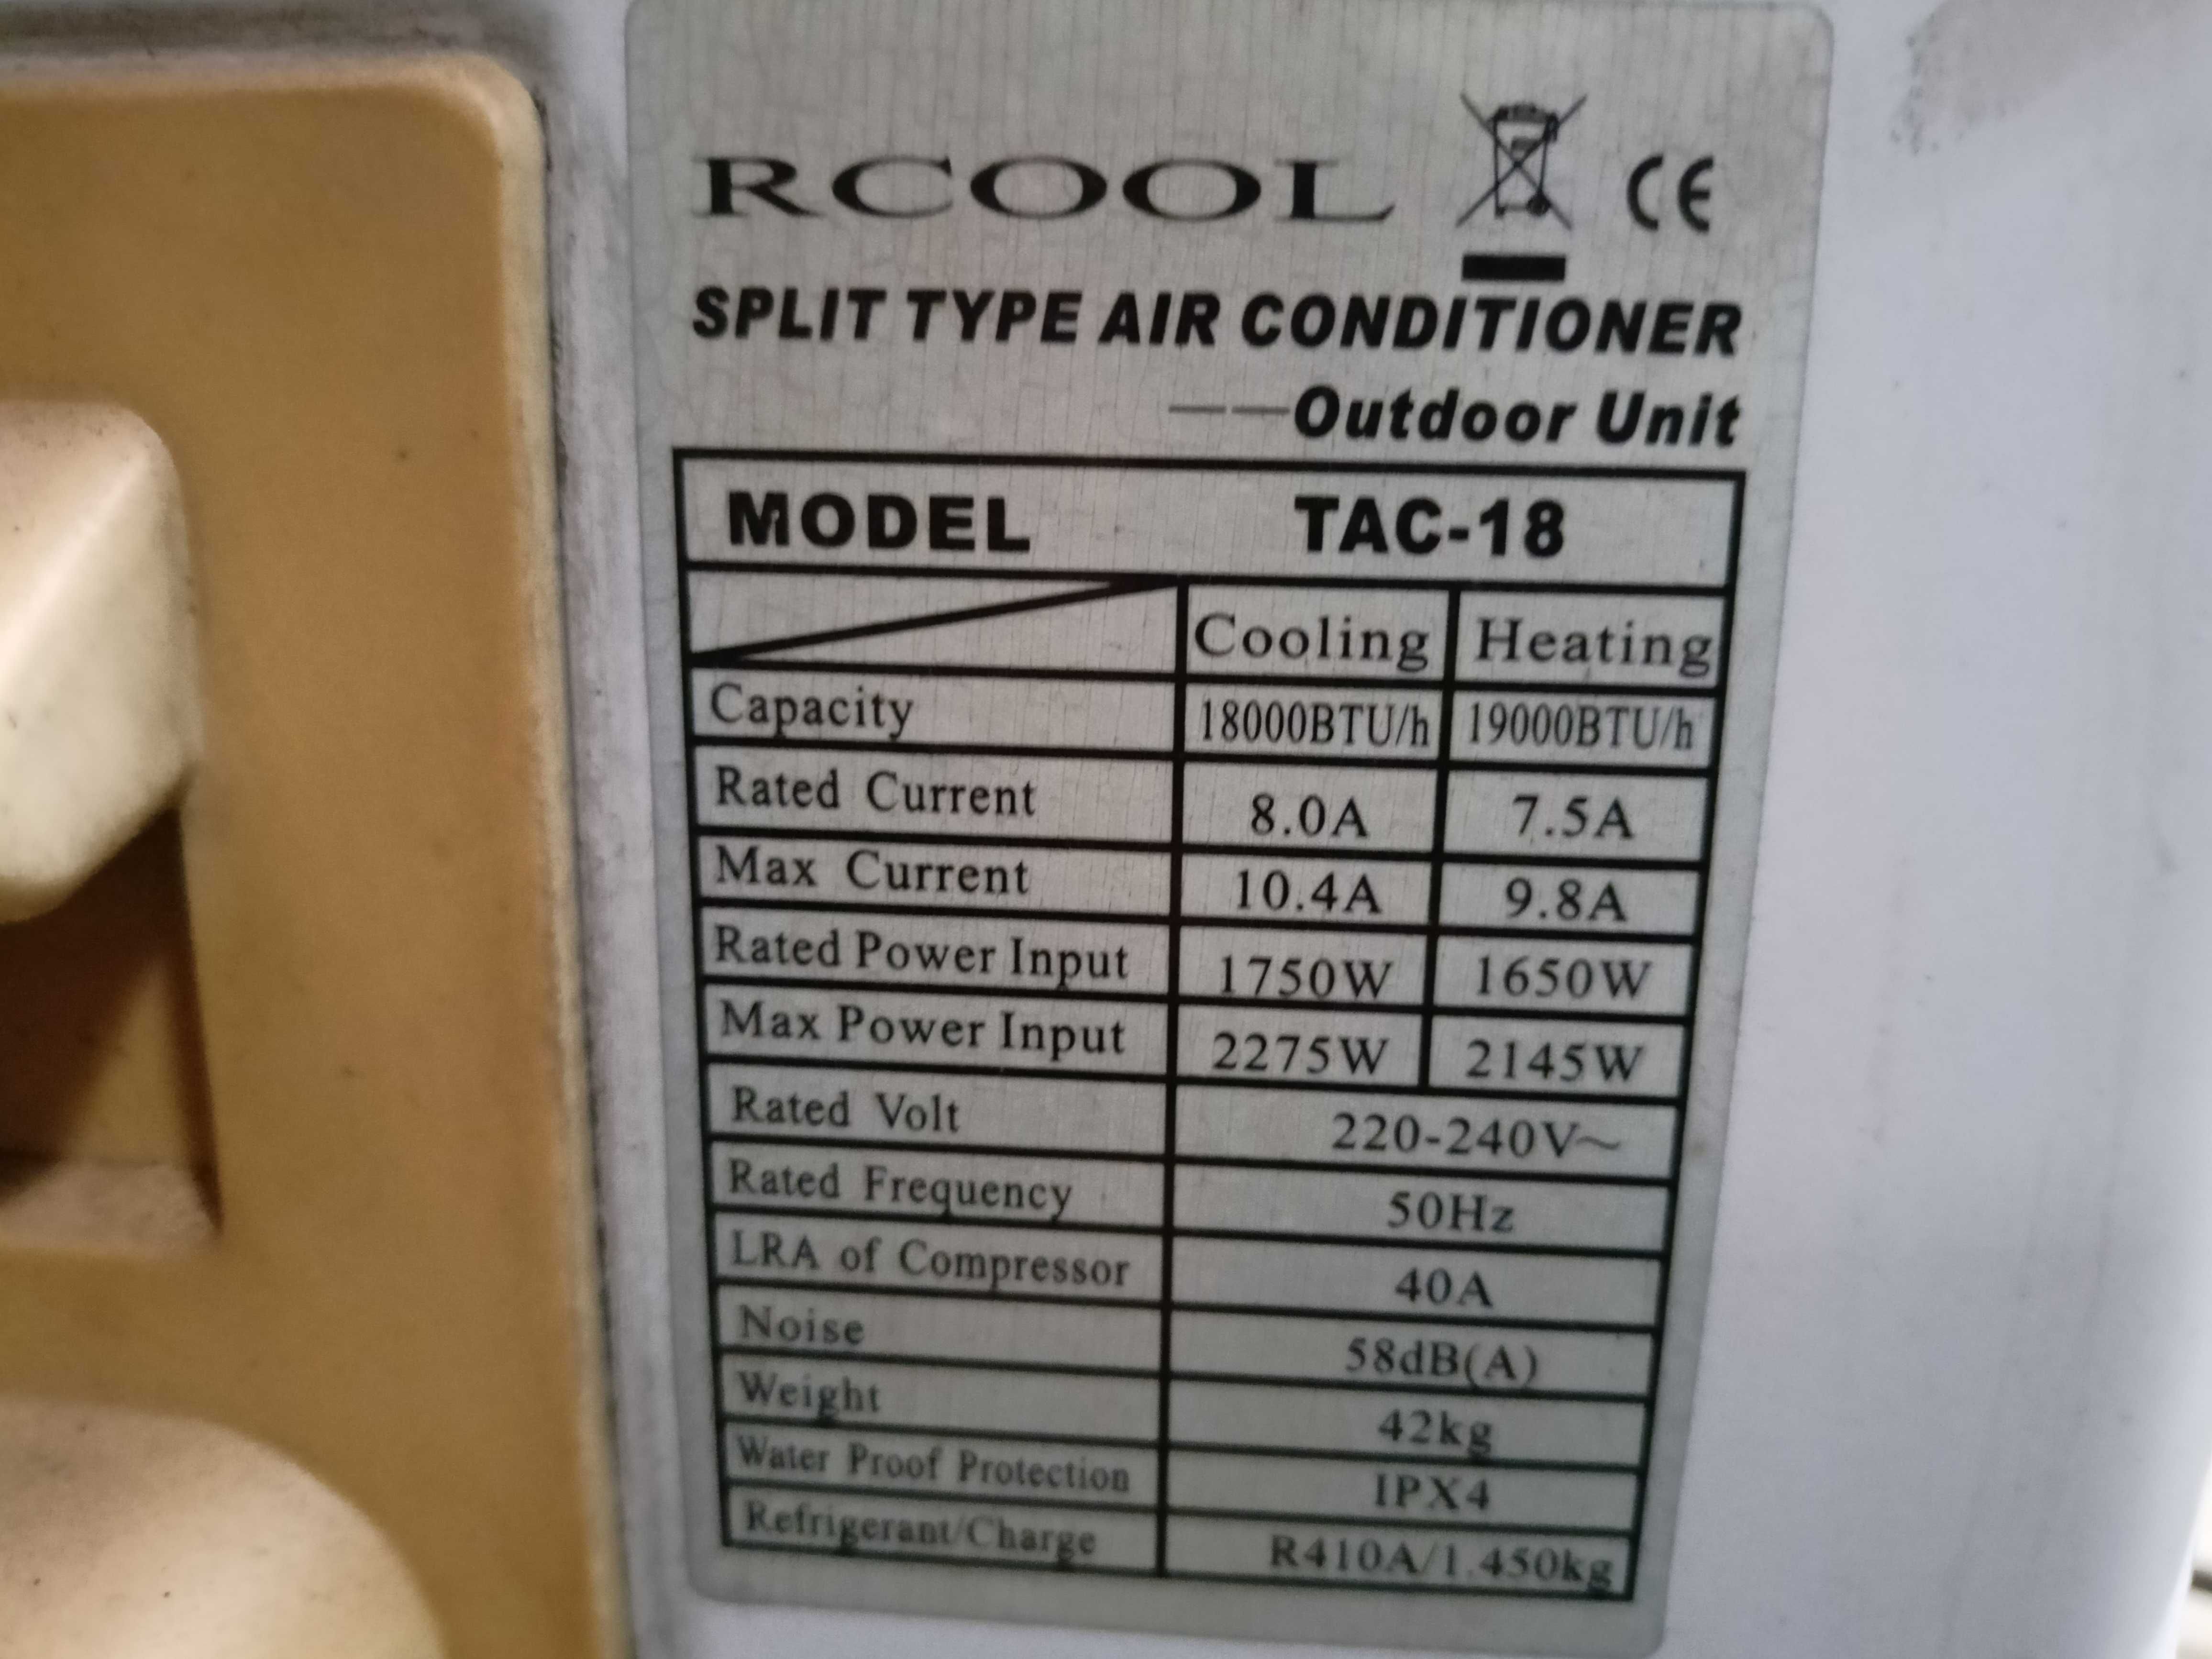 RCOOL CE
SPLIT TYPE AIR CONDITIONER
——Outdoor Unit
MODEL TAC-18
Cooling Heating
Capacity 18000BTU/h 19000BTU/h
Rated Current 8.0A 7.5A
Max Current 10.4A 9.8A
Rated Power Input 1750W 1650W
Max Power Input 2275W 2145W
Rated Volt 220-240V~
Rated Frequency 50Hz
LRA of Compressor 40A
Noise 58dB(A)
Weight 42kg
Water Proof Protection IPX4
Refrigerant/Charge R410A/1.450kg